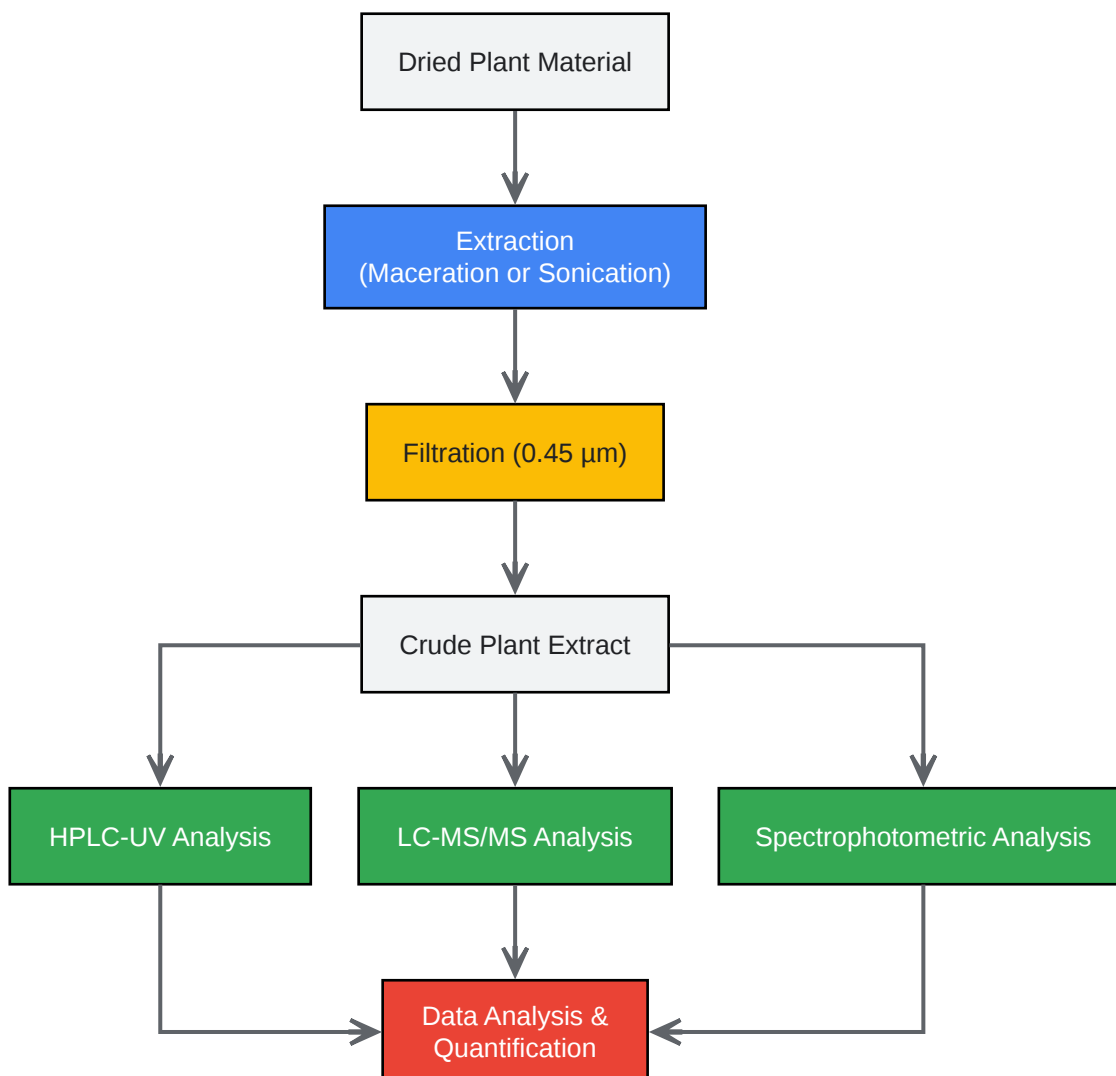 Dried Plant Material
Extraction
(Maceration or Sonication)
Filtration (0.45 µm)
Crude Plant Extract
HPLC-UV Analysis
LC-MS/MS Analysis
Spectrophotometric Analysis
Data Analysis &
Quantification